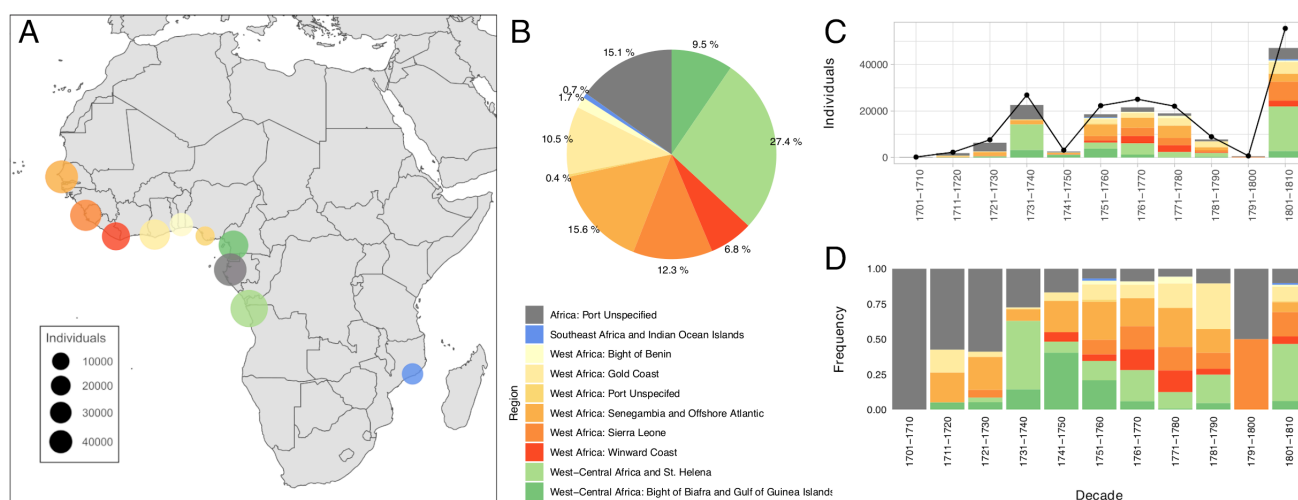 A
Individuals
10000
20000
30000
40000
B
15.1 %
9.5 %
0.7 %
1.7 %
10.5 %
27.4 %
0.4 %
15.6 %
6.8 %
12.3 %
Region
Africa: Port Unspecified
Southeast Africa and Indian Ocean Islands
West Africa: Bight of Benin
West Africa: Gold Coast
West Africa: Port Unspecifed
West Africa: Senegambia and Offshore Atlantic
West Africa: Sierra Leone
West Africa: Winward Coast
West−Central Africa and St. Helena
West−Central Africa: Bight of Biafra and Gulf of Guinea Islands
C
Individuals
40000
20000
0
1701−1710
1711−1720
1721−1730
1731−1740
1741−1750
1751−1760
1761−1770
1771−1780
1781−1790
1791−1800
1801−1810
D
Frequency
1.00
0.75
0.50
0.25
0.00
1701−1710
1711−1720
1721−1730
1731−1740
1741−1750
1751−1760
1761−1770
1771−1780
1781−1790
1791−1800
1801−1810
Decade